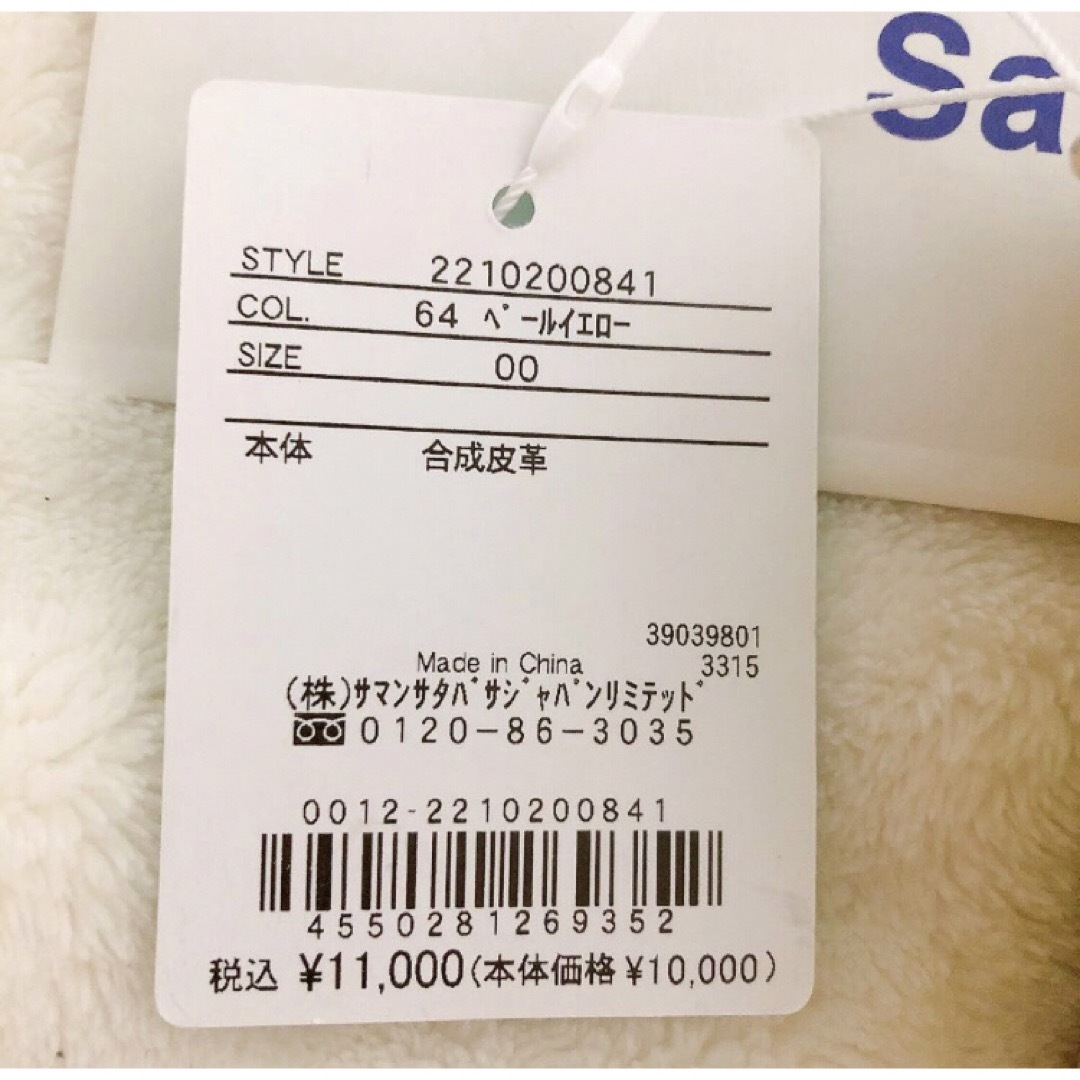 Sa
STYLE 2210200841
COL. 64 ﾍﾟｰﾙｲｴﾛｰ
SIZE 00
本体 合成皮革
39039801
Made in China 3315
(株)ｻﾏﾝｻﾀﾊﾞｻｼﾞｬﾊﾟﾝﾘﾐﾃｯﾄﾞ
0120-86-3035
0012-2210200841
4550281269352
税込 ¥11,000(本体価格 ¥10,000)